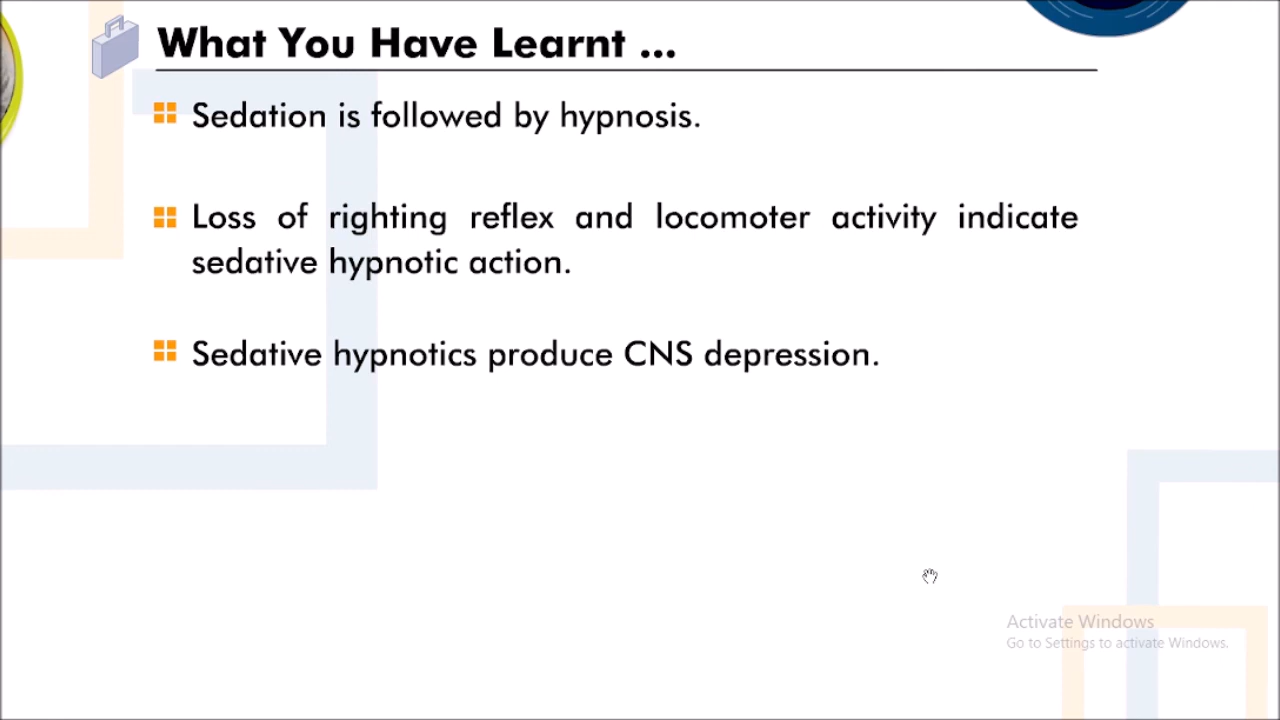 What You Have Learnt ...
Sedation is followed by hypnosis.
Loss of righting reflex and locomoter activity indicate
sedative hypnotic action.
Sedative hypnotics produce CNS depression.
Activate Windows
Go to Settings to activate Windows.